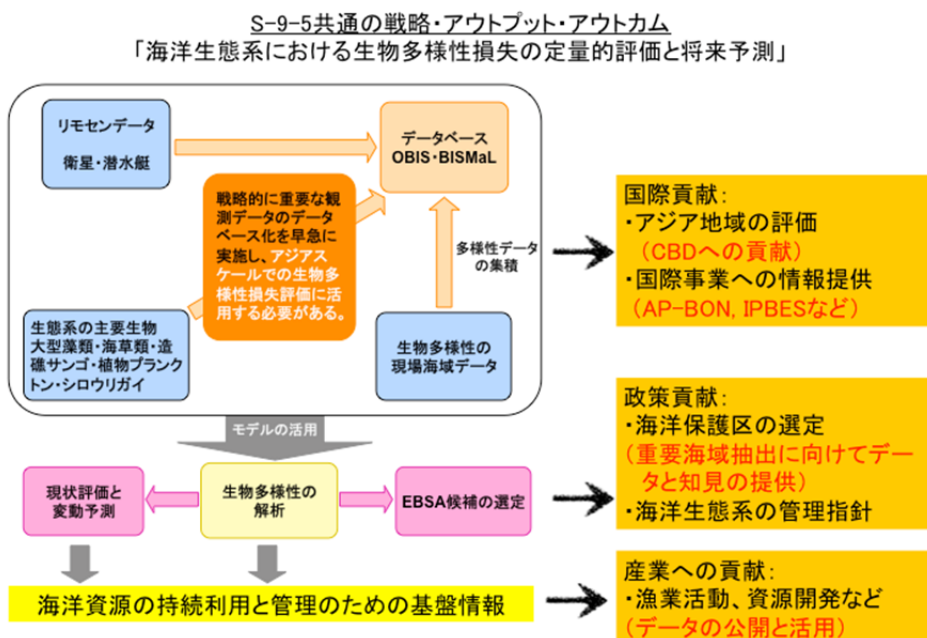 S-9-5共通の戦略・アウトプット・アウトカム
「海洋生態系における生物多様性損失の定量的評価と将来予測」
リモセンデータ
衛星・潜水艇
データベース
OBIS・BISMaL
戦略的に重要な観
測データのデータ
ベース化を早急に
実施し、アジアス
ケールでの生物多
様性損失評価に活
用する必要がある。
多様性データ
の集積
生態系の主要生物
大型藻類・海草類・造
礁サンゴ・植物プランク
トン・シロウリガイ
生物多様性の
現場海域データ
モデルの活用
現状評価と
変動予測
生物多様性の
解析
EBSA候補の選定
海洋資源の持続利用と管理のための基盤情報
国際貢献：
・アジア地域の評価
（CBDへの貢献）
・国際事業への情報提供
（AP-BON, IPBESなど）
政策貢献：
・海洋保護区の選定
（重要海域抽出に向けてデー
タと知見の提供）
・海洋生態系の管理指針
産業への貢献：
・漁業活動、資源開発など
（データの公開と活用）